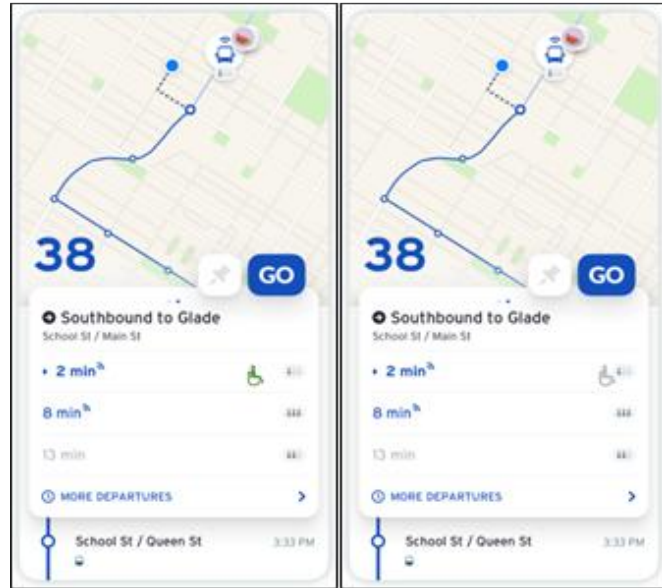 38
GO
Southbound to Glade
School St / Main St
2 min
8 min
13 min
MORE DEPARTURES
School St / Queen St
3:33 PM
38
GO
Southbound to Glade
School St / Main St
2 min
8 min
13 min
MORE DEPARTURES
School St / Queen St
3:33 PM